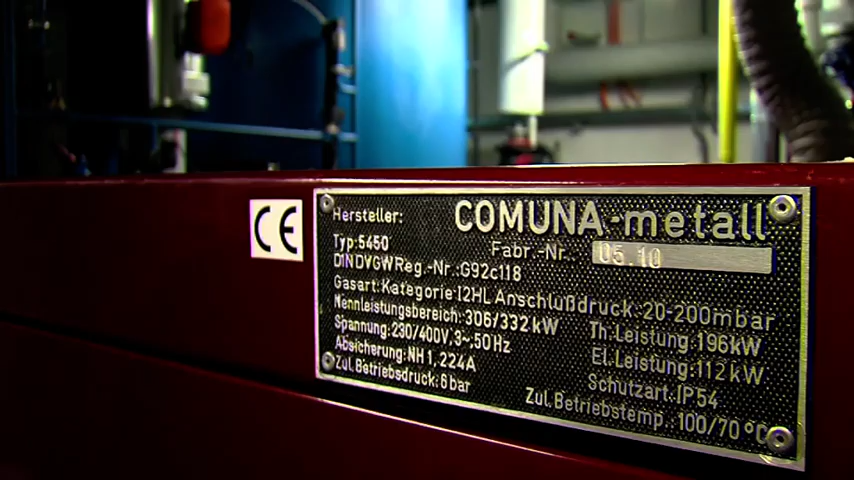 CE
Hersteller: COMUNA-metall
Typ:5450 Fabr.-Nr.: 05.10
DINDVGWReg.-Nr.:G92c118
Gasart:Kategorie:I2HL Anschlußdruck:20-200mbar
Nennleistungsbereich:306/332kW Th.Leistung:196kW
Spannung:230/400V,3~,50Hz El.Leistung:112kW
Absicherung:NH1,224A Schutzart:IP54
Zul.Betriebsdruck:6bar Zul.Betriebstemp.:100/70°C